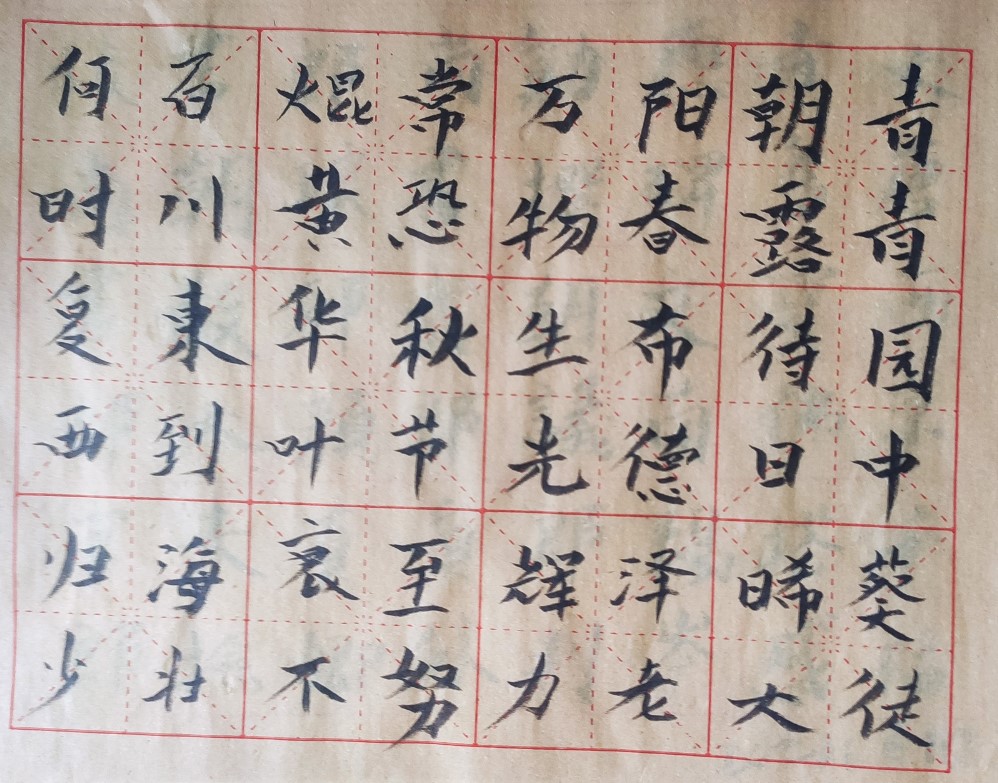 青青园中葵
朝露待日晞
阳春布德泽
万物生光辉
常恐秋节至
焜黄华叶衰
百川東到海
何时复西归
少壮不努力老大徒